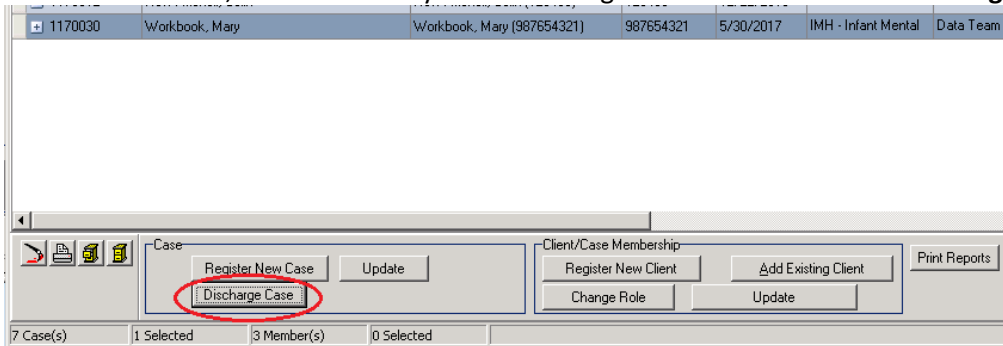 1170030 Workbook, Mary Workbook, Mary (987654321) 987654321 5/30/2017 IMH - Infant Mental Data Team
Case
Register New Case Update
Discharge Case
Client/Case Membership
Register New Client Add Existing Client
Change Role Update
Print Reports
7 Case(s) 1 Selected 3 Member(s) 0 Selected